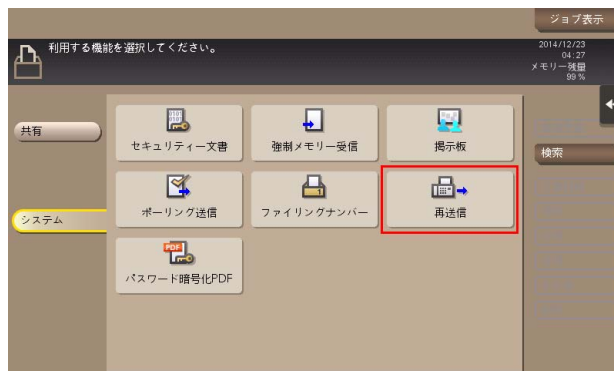 ジョブ表示
利用する機能を選択してください。
2014/12/23
04:27
メモリー残量
99 %
共有
システム
セキュリティー文書
強制メモリー受信
掲示板
ポーリング送信
ファイリングナンバー
再送信
パスワード暗号化PDF
検索